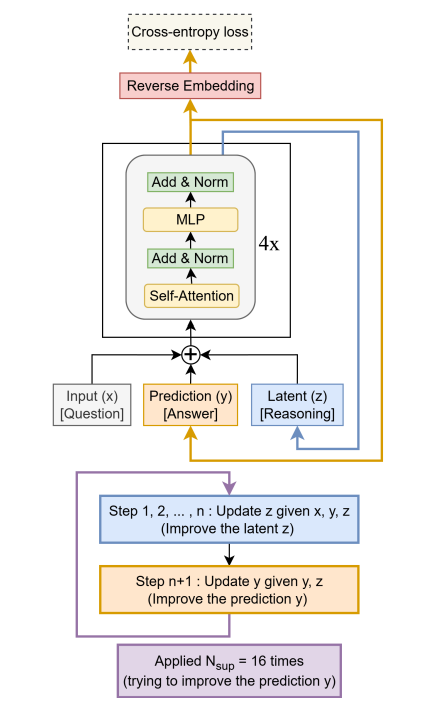 Cross-entropy loss
Reverse Embedding
Add & Norm
MLP
Add & Norm
4x
Self-Attention
Input (x)
[Question]
Prediction (y)
[Answer]
Latent (z)
[Reasoning]
Step 1, 2, ... , n : Update z given x, y, z
(Improve the latent z)
Step n+1 : Update y given y, z
(Improve the prediction y)
Applied Nsup = 16 times
(trying to improve the prediction y)